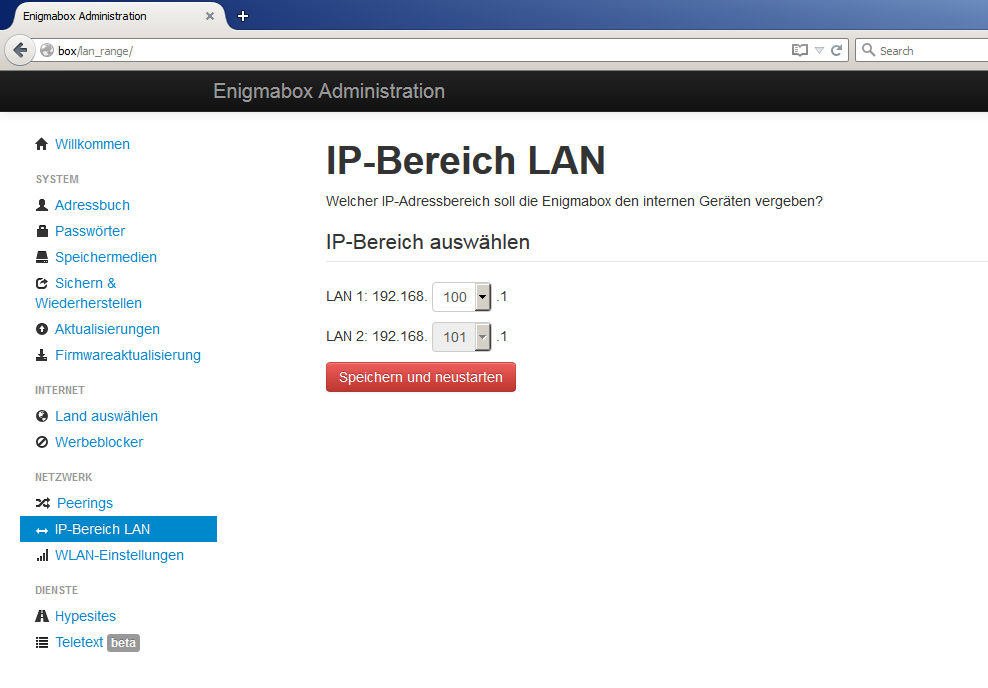 Enigmabox Administration
box/lan_range/
Search
Enigmabox Administration
Willkommen
SYSTEM
Adressbuch
Passwörter
Speichermedien
Sichern &
Wiederherstellen
Aktualisierungen
Firmwareaktualisierung
INTERNET
Land auswählen
Werbeblocker
NETZWERK
Peerings
IP-Bereich LAN
WLAN-Einstellungen
DIENSTE
Hypesites
Teletext beta
IP-Bereich LAN
Welcher IP-Adressbereich soll die Enigmabox den internen Geräten vergeben?
IP-Bereich auswählen
LAN 1: 192.168. 100 .1
LAN 2: 192.168. 101 .1
Speichern und neustarten